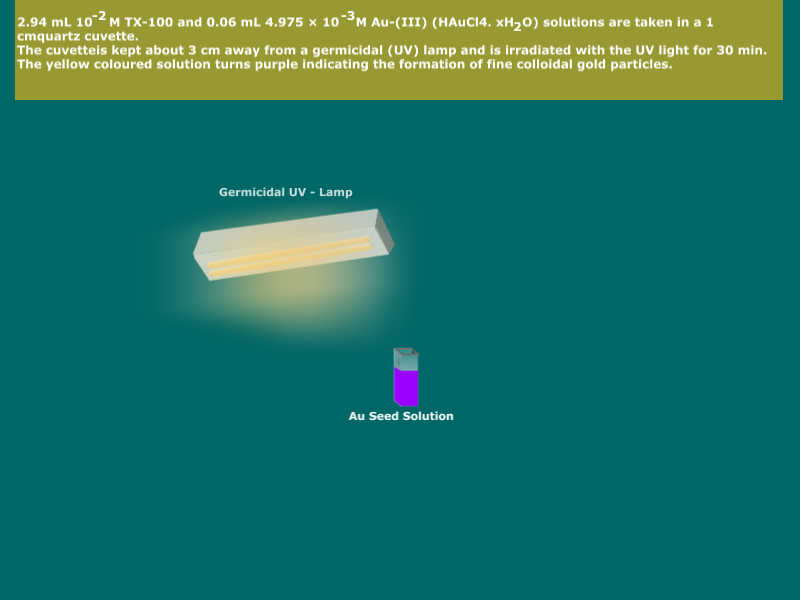 2.94 mL 10⁻² M TX-100 and 0.06 mL 4.975 × 10⁻³M Au-(III) (HAuCl4. xH₂O) solutions are taken in a 1
cmquartz cuvette.
The cuvetteis kept about 3 cm away from a germicidal (UV) lamp and is irradiated with the UV light for 30 min.
The yellow coloured solution turns purple indicating the formation of fine colloidal gold particles.
Germicidal UV - Lamp
Au Seed Solution